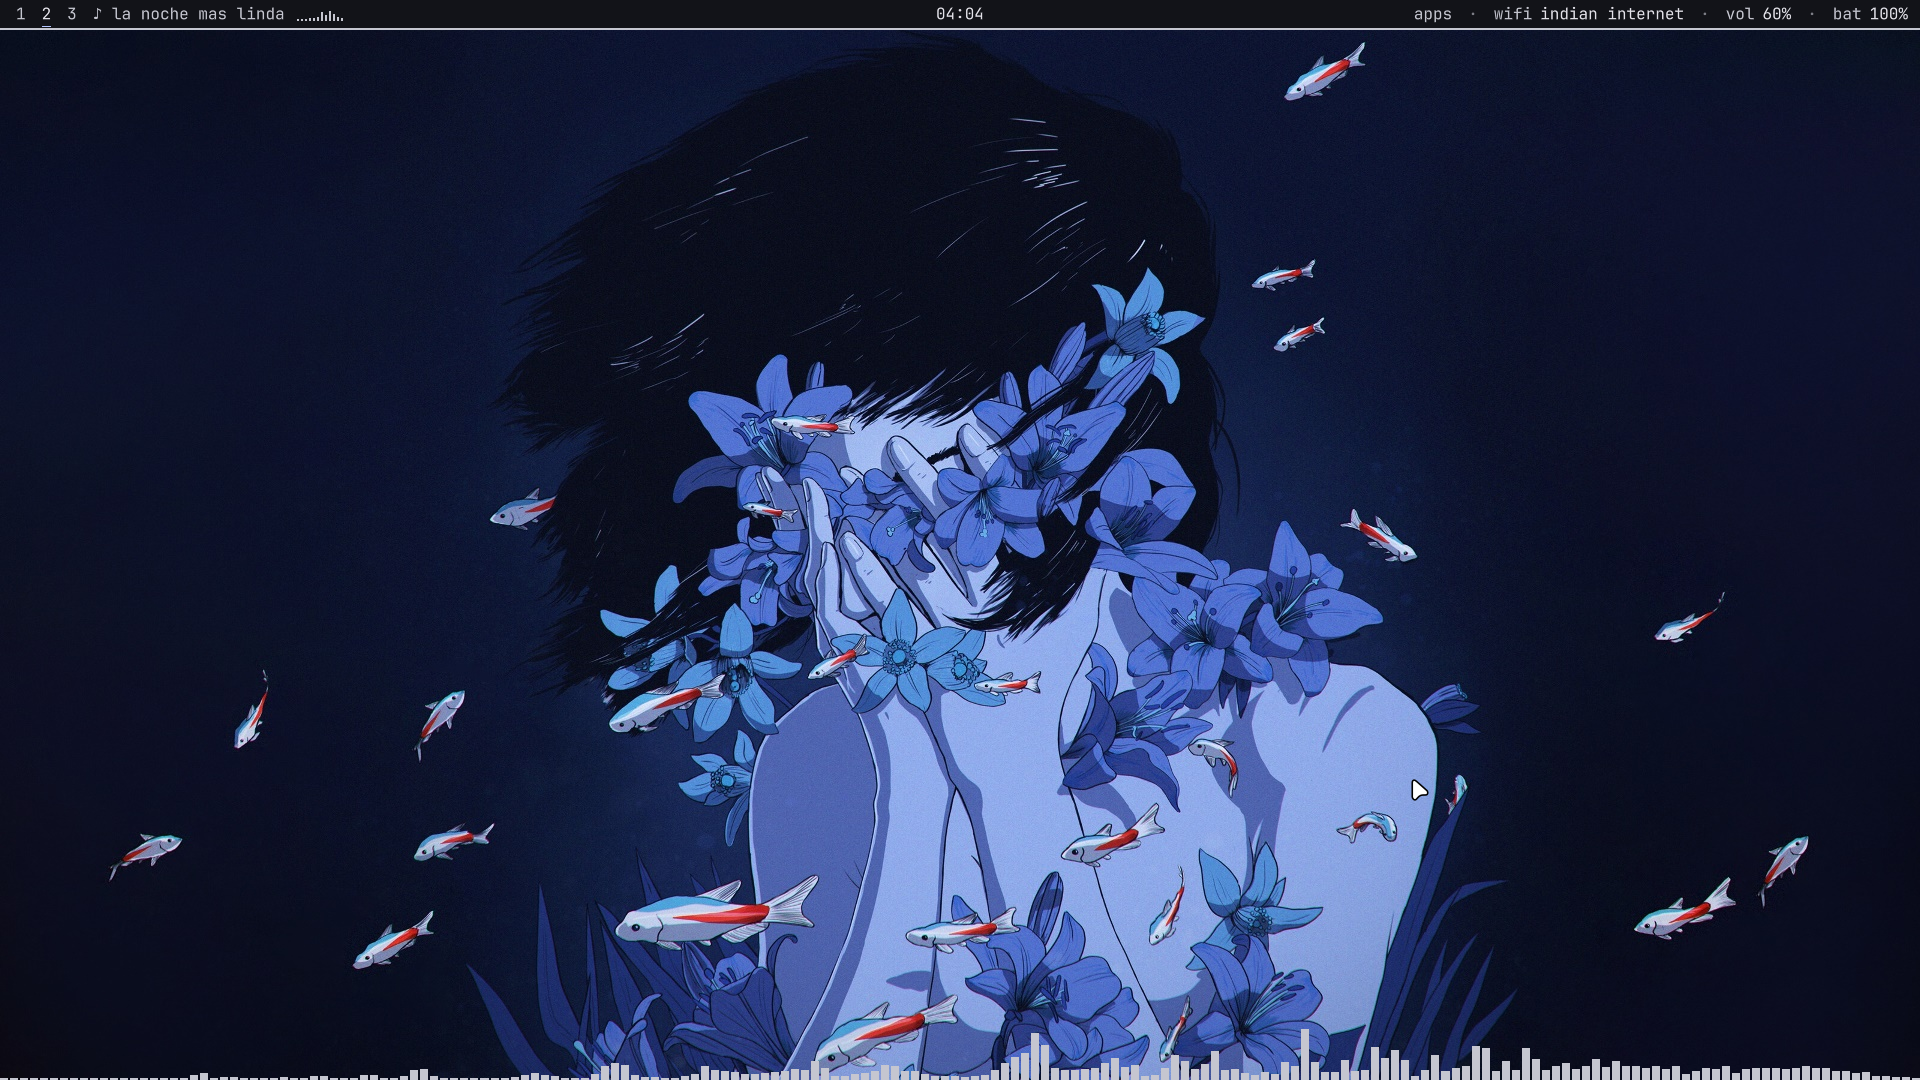 1 2 3 ♪ la noche mas linda 04:04 apps · wifi indian internet · vol 60% · bat 100%